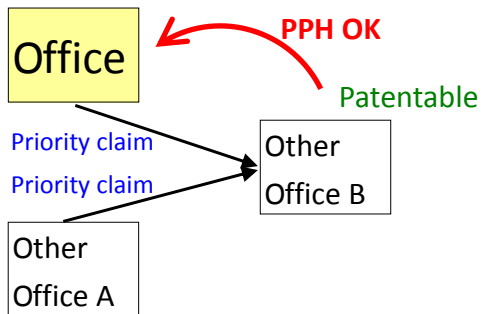 PPH OK
Office
Patentable
Priority claim
Priority claim
Other
Office B
Other
Office A